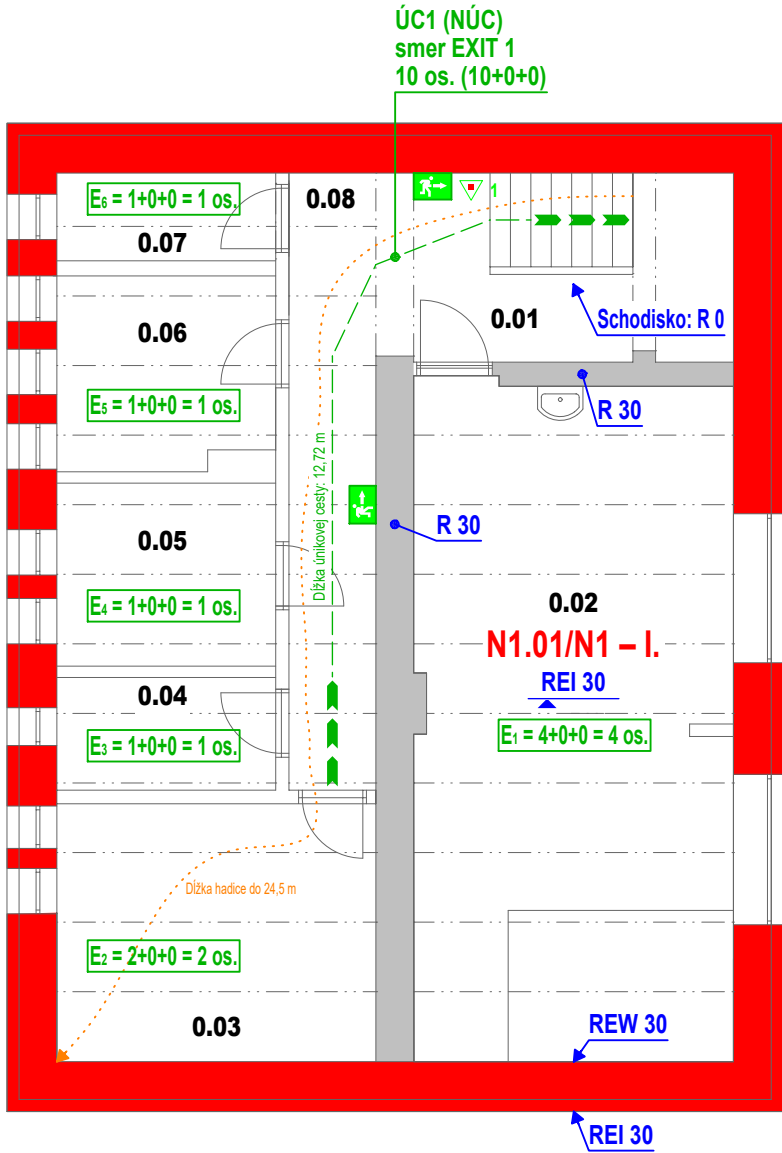 ÚC1 (NÚC)
smer EXIT 1
10 os. (10+0+0)
E₆ = 1+0+0 = 1 os.
0.08
1
0.07
0.06
0.01
Schodisko: R 0
E₅ = 1+0+0 = 1 os.
R 30
Dĺžka únikovej cesty: 12,72 m
R 30
0.05
E₄ = 1+0+0 = 1 os.
0.02
N1.01/N1 – I.
REI 30
0.04
E₃ = 1+0+0 = 1 os.
E₁ = 4+0+0 = 4 os.
Dĺžka hadice do 24,5 m
E₂ = 2+0+0 = 2 os.
0.03
REW 30
REI 30